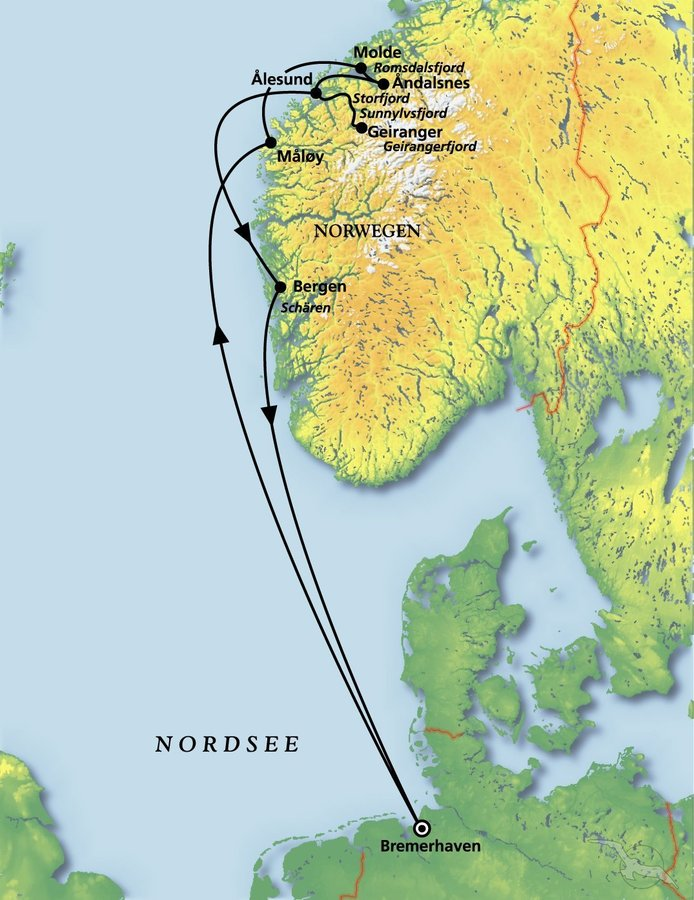 Molde
Romsdalsfjord
Ålesund
Åndalsnes
Storfjord
Sunnylvsfjord
Geiranger
Geirangerfjord
Måløy
NORWEGEN
Bergen
Schären
NORDSEE
Bremerhaven